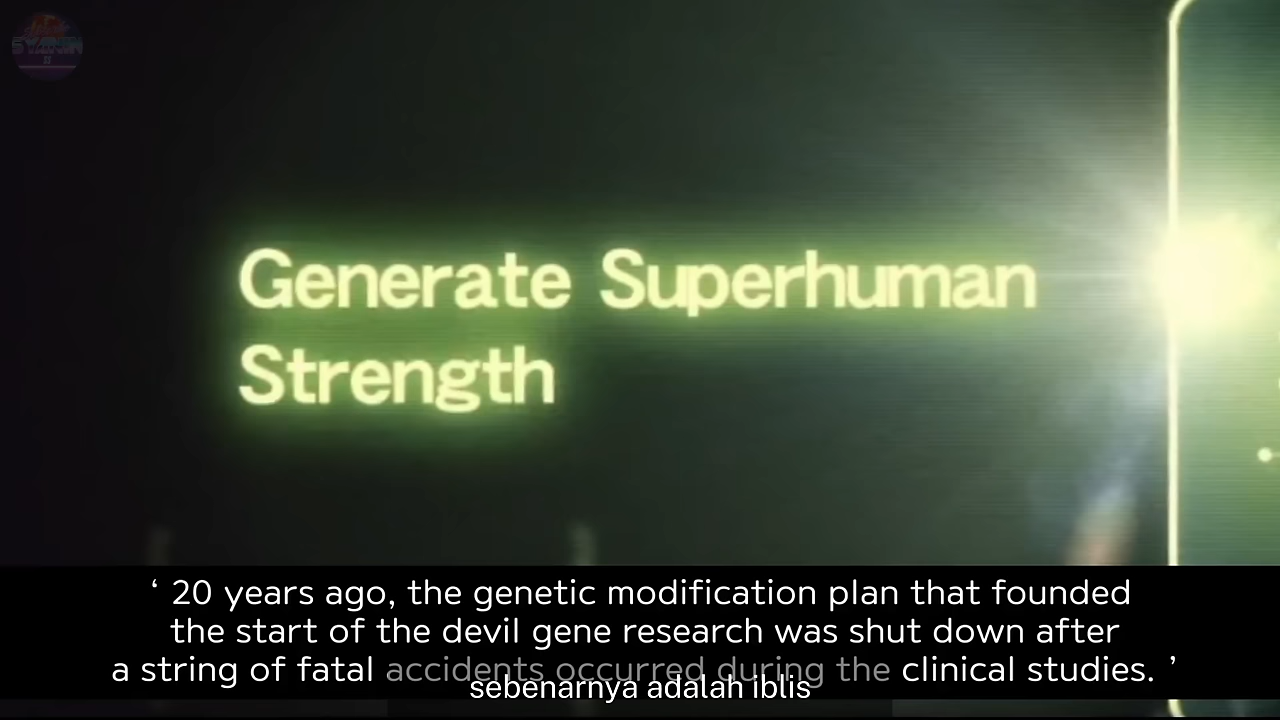 Generate Superhuman
Strength
‘ 20 years ago, the genetic modification plan that founded
the start of the devil gene research was shut down after
a string of fatal accidents occurred during the clinical studies. ’
sebenarnya adalah iblis